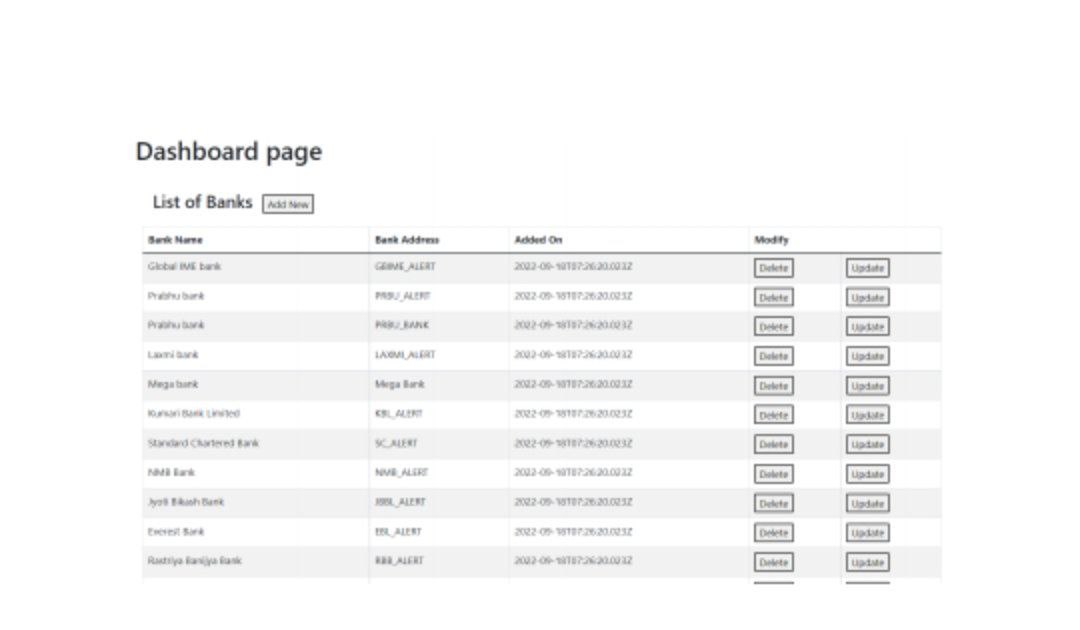 Dashboard page
List of Banks Add New
Bank Name Bank Address Added On Modify
Global IME bank GBIME_ALERT 2022-09-18T07:26:20.023Z Delete Update
Prabhu bank PRBU_ALERT 2022-09-18T07:26:20.023Z Delete Update
Prabhu bank PRBU_BANK 2022-09-18T07:26:20.023Z Delete Update
Laxmi bank LAXMI_ALERT 2022-09-18T07:26:20.023Z Delete Update
Mega bank Mega Bank 2022-09-18T07:26:20.023Z Delete Update
Kumari Bank Limited KBL_ALERT 2022-09-18T07:26:20.023Z Delete Update
Standard Chartered Bank SC_ALERT 2022-09-18T07:26:20.023Z Delete Update
NMB Bank NMB_ALERT 2022-09-18T07:26:20.023Z Delete Update
Jyoti Bikash Bank JBBL_ALERT 2022-09-18T07:26:20.023Z Delete Update
Everest Bank EBL_ALERT 2022-09-18T07:26:20.023Z Delete Update
Rastriya Banijya Bank RBB_ALERT 2022-09-18T07:26:20.023Z Delete Update